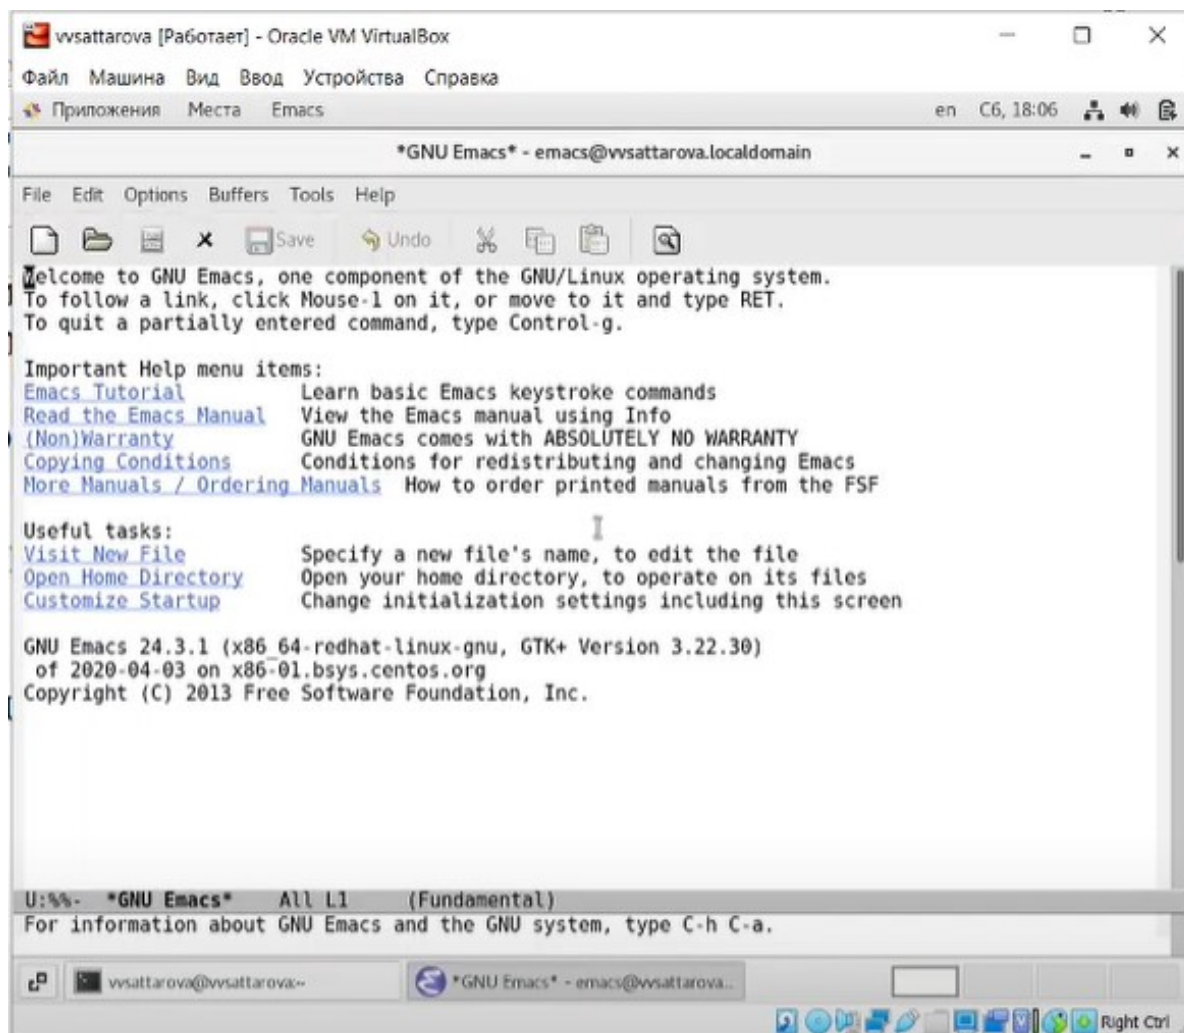 vvsattarova [Работает] - Oracle VM VirtualBox
Файл Машина Вид Ввод Устройства Справка
Приложения Места Emacs en Сб, 18:06
*GNU Emacs* - emacs@vvsattarova.localdomain
File Edit Options Buffers Tools Help
Save Undo
Welcome to GNU Emacs, one component of the GNU/Linux operating system.
To follow a link, click Mouse-1 on it, or move to it and type RET.
To quit a partially entered command, type Control-g.
Important Help menu items:
Emacs Tutorial Learn basic Emacs keystroke commands
Read the Emacs Manual View the Emacs manual using Info
(Non)Warranty GNU Emacs comes with ABSOLUTELY NO WARRANTY
Copying Conditions Conditions for redistributing and changing Emacs
More Manuals / Ordering Manuals How to order printed manuals from the FSF
Useful tasks:
Visit New File Specify a new file's name, to edit the file
Open Home Directory Open your home directory, to operate on its files
Customize Startup Change initialization settings including this screen
GNU Emacs 24.3.1 (x86_64-redhat-linux-gnu, GTK+ Version 3.22.30)
of 2020-04-03 on x86-01.bsys.centos.org
Copyright (C) 2013 Free Software Foundation, Inc.
U:%%- *GNU Emacs* All L1 (Fundamental)
For information about GNU Emacs and the GNU system, type C-h C-a.
vvsattarova@vvsattarova:~ *GNU Emacs* - emacs@vvsattarova...
Right Ctrl